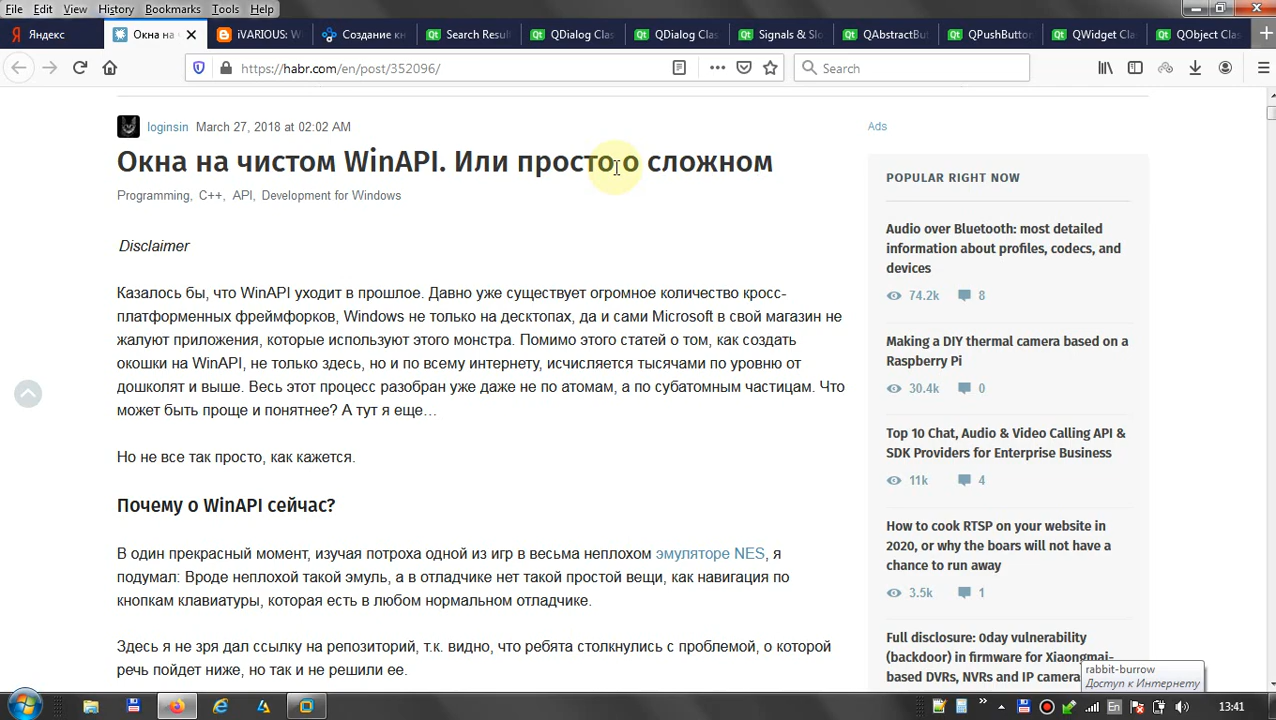 File Edit View History Bookmarks Tools Help
Яндекс
Окна на ч
iVARIOUS: W
Создание кн
Search Resul
QDialog Clas
QDialog Clas
Signals & Slo
QAbstractBut
QPushButton
QWidget Clas
QObject Clas
https://habr.com/en/post/352096/
Search
loginsin March 27, 2018 at 02:02 AM
Окна на чистом WinAPI. Или просто о сложном
Programming, C++, API, Development for Windows
Disclaimer
Казалось бы, что WinAPI уходит в прошлое. Давно уже существует огромное количество кросс-
платформенных фреймфорков, Windows не только на десктопах, да и сами Microsoft в свой магазин не
жалуют приложения, которые используют этого монстра. Помимо этого статей о том, как создать
окошки на WinAPI, не только здесь, но и по всему интернету, исчисляется тысячами по уровню от
дошколят и выше. Весь этот процесс разобран уже даже не по атомам, а по субатомным частицам. Что
может быть проще и понятнее? А тут я еще…
Но не все так просто, как кажется.
Почему о WinAPI сейчас?
В один прекрасный момент, изучая потроха одной из игр в весьма неплохом эмуляторе NES, я
подумал: Вроде неплохой такой эмуль, а в отладчике нет такой простой вещи, как навигация по
кнопкам клавиатуры, которая есть в любом нормальном отладчике.
Здесь я не зря дал ссылку на репозиторий, т.к. видно, что ребята столкнулись с проблемой, о которой
речь пойдет ниже, но так и не решили ее.
Ads
POPULAR RIGHT NOW
Audio over Bluetooth: most detailed
information about profiles, codecs, and
devices
74.2k 8
Making a DIY thermal camera based on a
Raspberry Pi
30.4k 0
Top 10 Chat, Audio & Video Calling API &
SDK Providers for Enterprise Business
11k 4
How to cook RTSP on your website in
2020, or why the boars will not have a
chance to run away
3.5k 1
Full disclosure: 0day vulnerability
(backdoor) in firmware for Xiaongmai-
based DVRs, NVRs and IP camera
rabbit-burrow
Доступ к Интернету
En
13:41